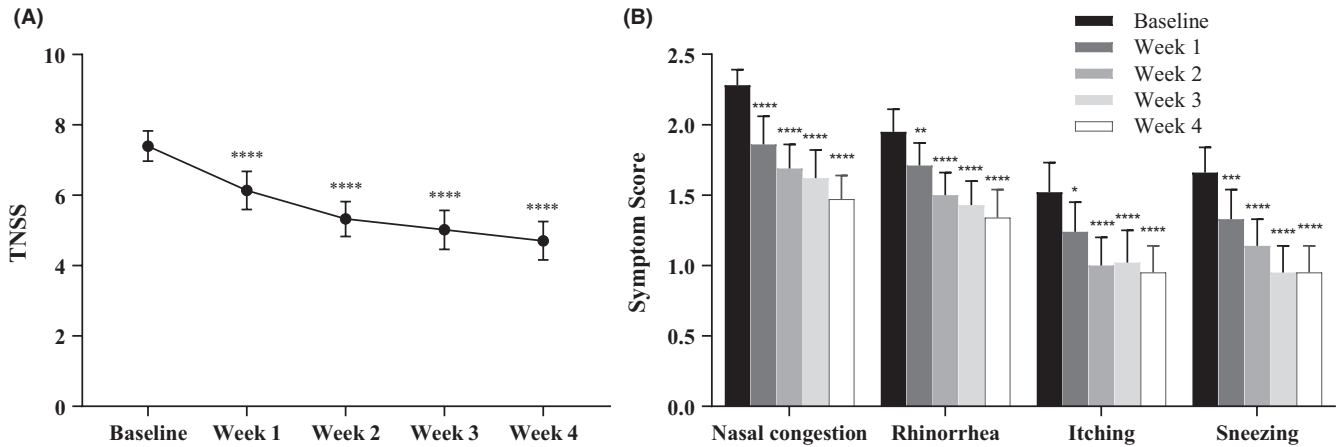 (A)
10
8
6
4
2
0
TNSS
****
****
****
****
Baseline Week 1 Week 2 Week 3 Week 4
(B)
Baseline
Week 1
Week 2
Week 3
Week 4
2.5
2.0
1.5
1.0
0.5
0.0
Symptom Score
**** **** **** ****
** **** **** ****
* **** **** ****
*** **** **** ****
Nasal congestion Rhinorrhea Itching Sneezing